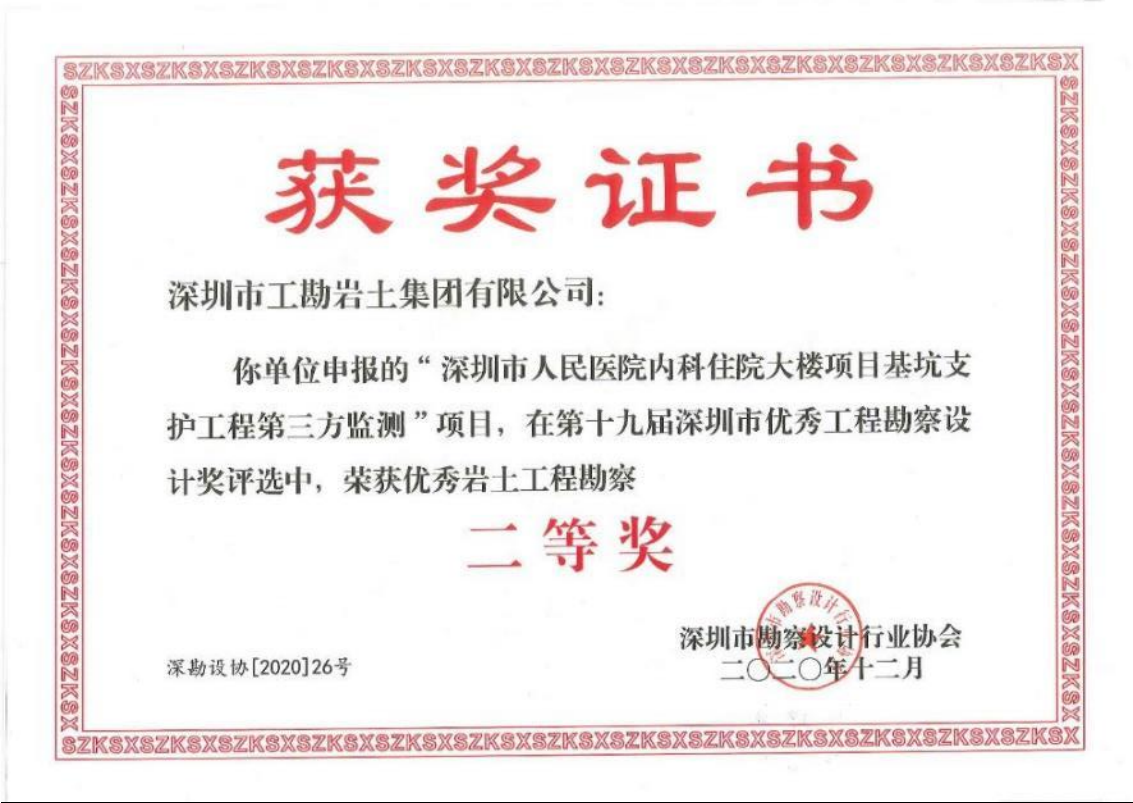 SZKSXSZKSXSZKSXSZKSXSZKSXSZKSXSZKSXSZKSXSZKSXSZKSXSZKSXSZKSXSZKSX
获奖证书
深圳市工勘岩土集团有限公司:
你单位申报的“深圳市人民医院内科住院大楼项目基坑支
护工程第三方监测”项目,在第十九届深圳市优秀工程勘察设
计奖评选中,荣获优秀岩土工程勘察
二等奖
深圳市勘察设计行业协会
深勘设协[2020]26号
二〇二〇年十二月
SZKSXSZKSXSZKSXSZKSXSZKSXSZKSXSZKSXSZKSXSZKSXSZKSXSZKSXSZKSXSZKSX